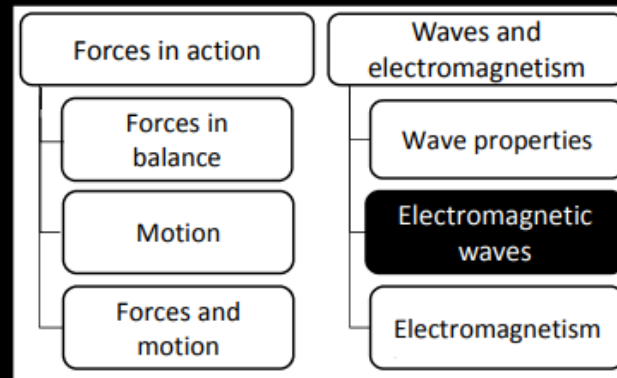 Forces in action
Forces in
balance
Motion
Forces and
motion
Waves and
electromagnetism
Wave properties
Electromagnetic
waves
Electromagnetism